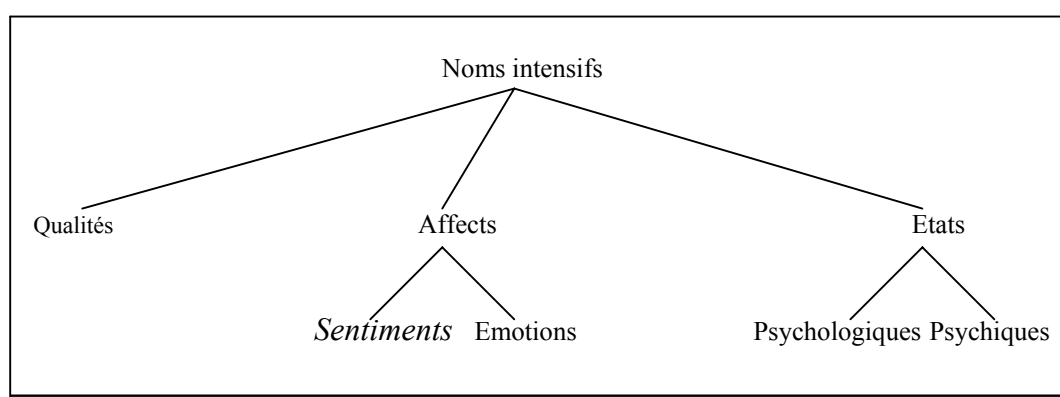 Noms intensifs
Qualités Affects Etats
Sentiments Emotions Psychologiques Psychiques